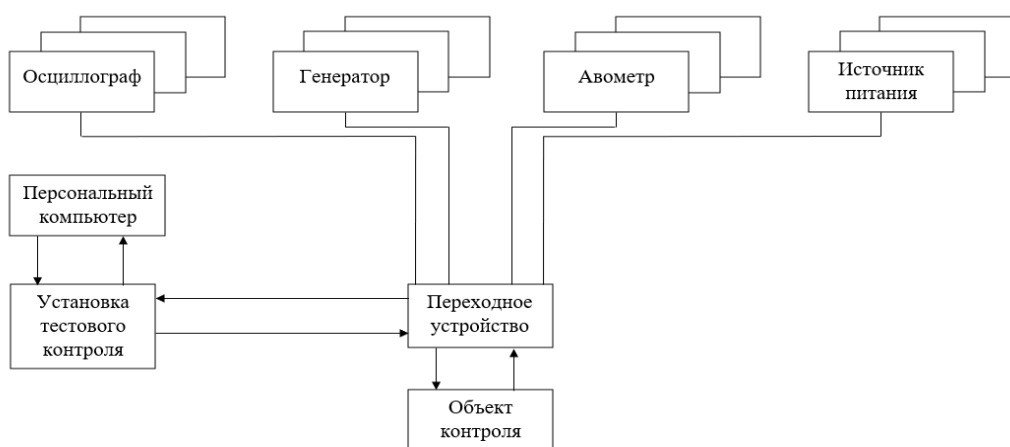 Осциллограф
Генератор
Авометр
Источник
питания
Персональный
компьютер
Установка
тестового
контроля
Переходное
устройство
Объект
контроля